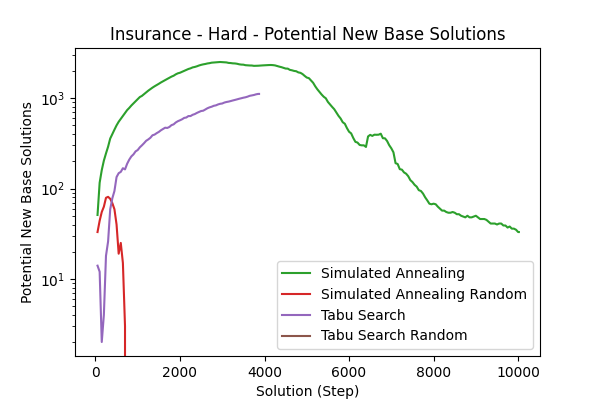 Insurance - Hard - Potential New Base Solutions
Potential New Base Solutions
10³
10²
10¹
Simulated Annealing
Simulated Annealing Random
Tabu Search
Tabu Search Random
0 2000 4000 6000 8000 10000
Solution (Step)